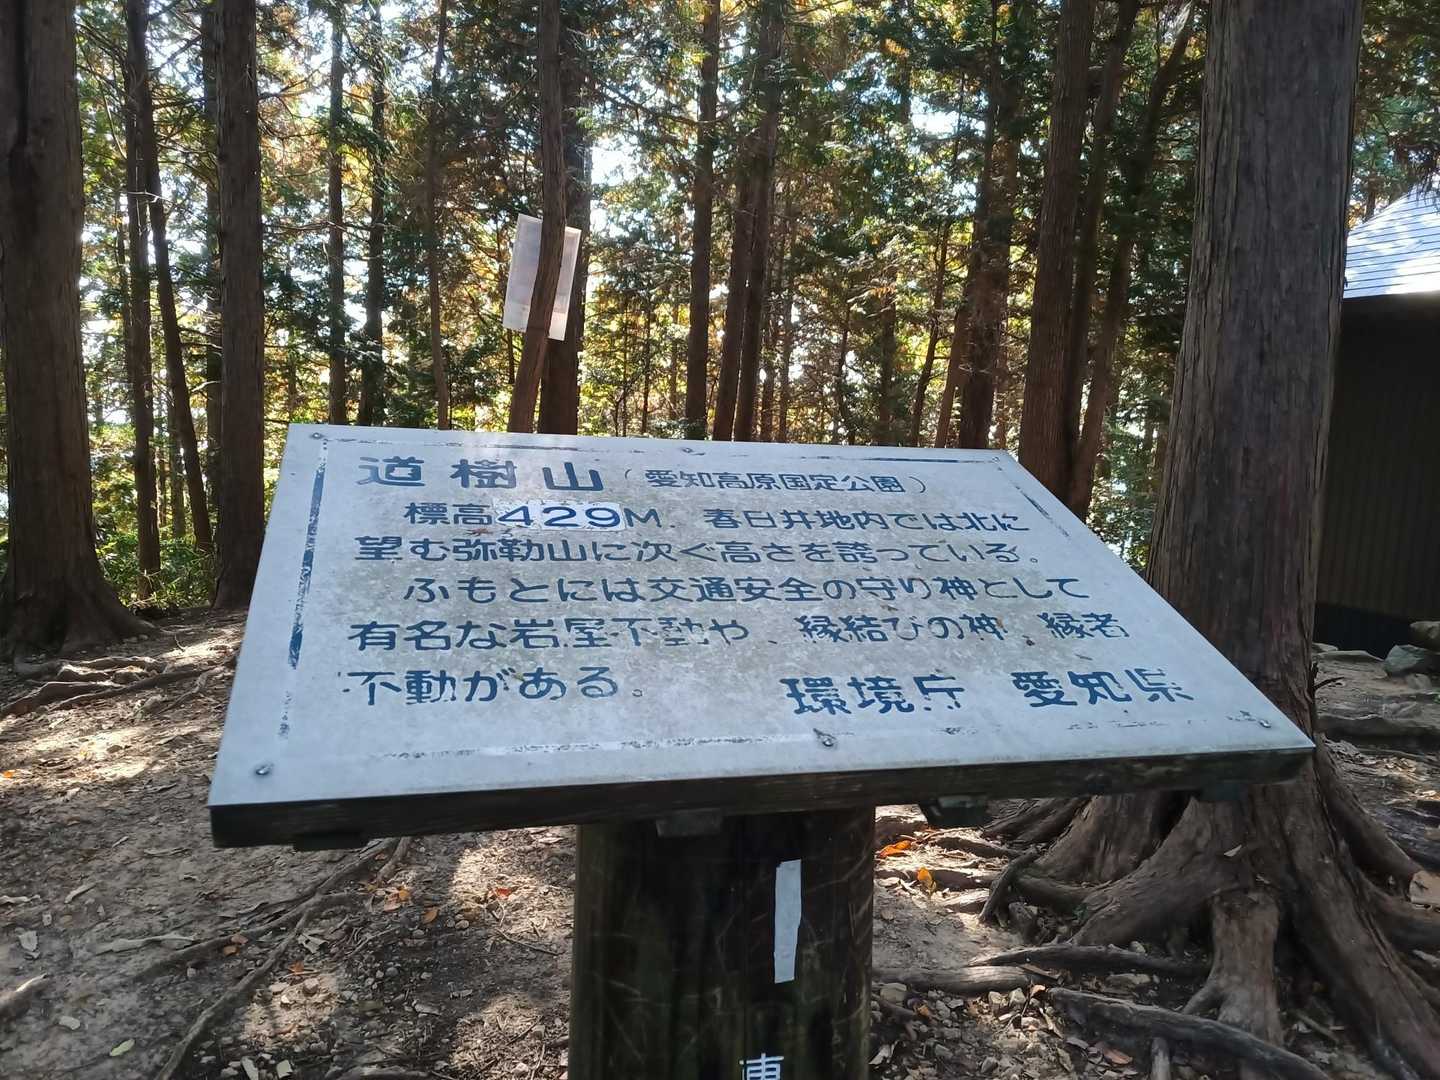 道樹山（愛知高原国定公園）
標高429M．春日井地内では北に
望む弥勒山に次ぐ高さを誇っている。
ふもとには交通安全の守り神として
有名な岩屋不動や、縁結びの神、縁者
不動がある。　環境庁　愛知県
東